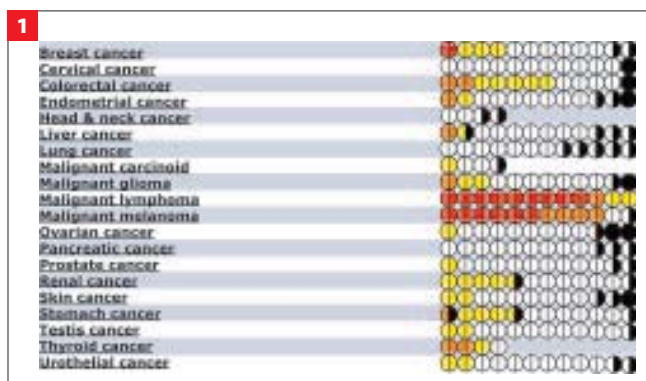 1
Breast cancer
Cervical cancer
Colorectal cancer
Endometrial cancer
Head & neck cancer
Liver cancer
Lung cancer
Malignant carcinoid
Malignant glioma
Malignant lymphoma
Malignant melanoma
Ovarian cancer
Pancreatic cancer
Prostate cancer
Renal cancer
Skin cancer
Stomach cancer
Testis cancer
Thyroid cancer
Urothelial cancer